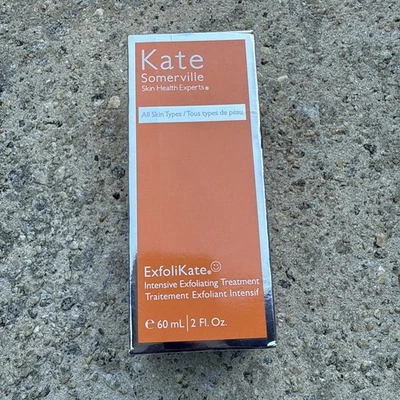 Kate
Somerville
Skin Health Experts®
All Skin Types / Tous types de peau
ExfoliKate®
Intensive Exfoliating Treatment
Traitement Exfoliant Intensif
℮ 60 mL | 2 Fl. Oz.